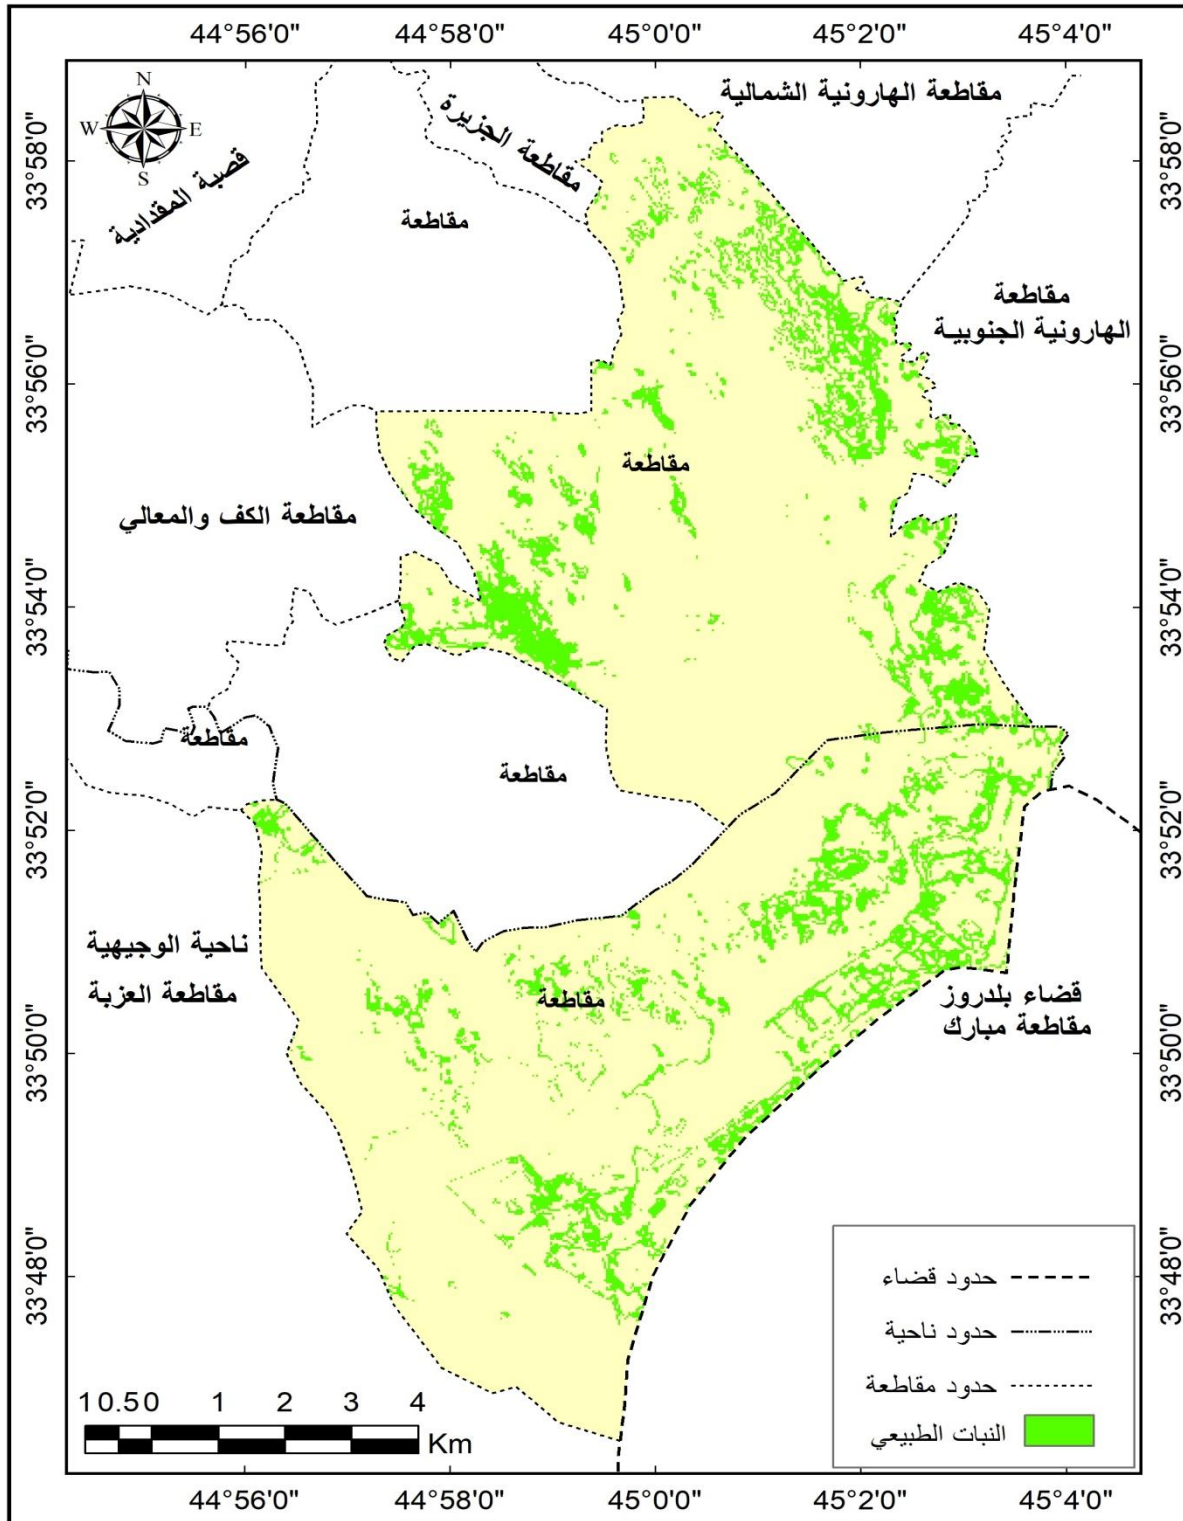 44°56'0" 44°58'0" 45°0'0" 45°2'0" 45°4'0"
N
W E
S
مقاطعة الهارونية الشمالية
مقاطعة الجزيرة
قصبة المقدادية
مقاطعة
مقاطعة
الهارونية الجنوبية
مقاطعة
مقاطعة الكف والمعالي
مقاطعة
مقاطعة
ناحية الوجيهية
مقاطعة العزبة
مقاطعة
قضاء بلدروز
مقاطعة مبارك
33°58'0"
33°56'0"
33°54'0"
33°52'0"
33°50'0"
33°48'0"
33°58'0"
33°56'0"
33°54'0"
33°52'0"
33°50'0"
33°48'0"
حدود قضاء
حدود ناحية
حدود مقاطعة
النبات الطبيعي
1 0.5 0 1 2 3 4
Km
44°56'0" 44°58'0" 45°0'0" 45°2'0" 45°4'0"